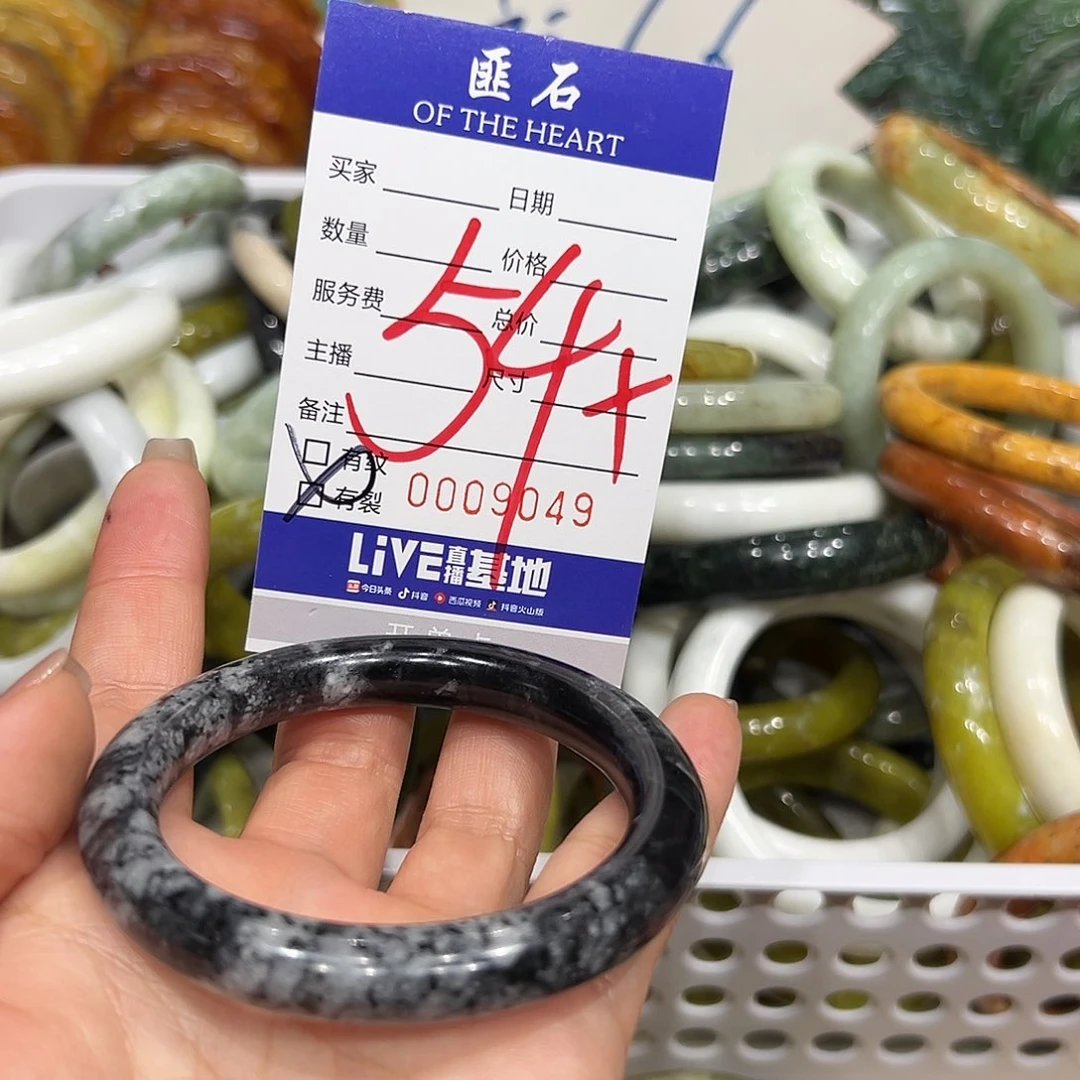 匪石
OF THE HEART
买家 日期
数量 价格
服务费 总价
主播 尺寸
54x
备注
有纹
有裂 0009049
LiVE直播基地
今日头条 抖音 西瓜视频 抖音火山版